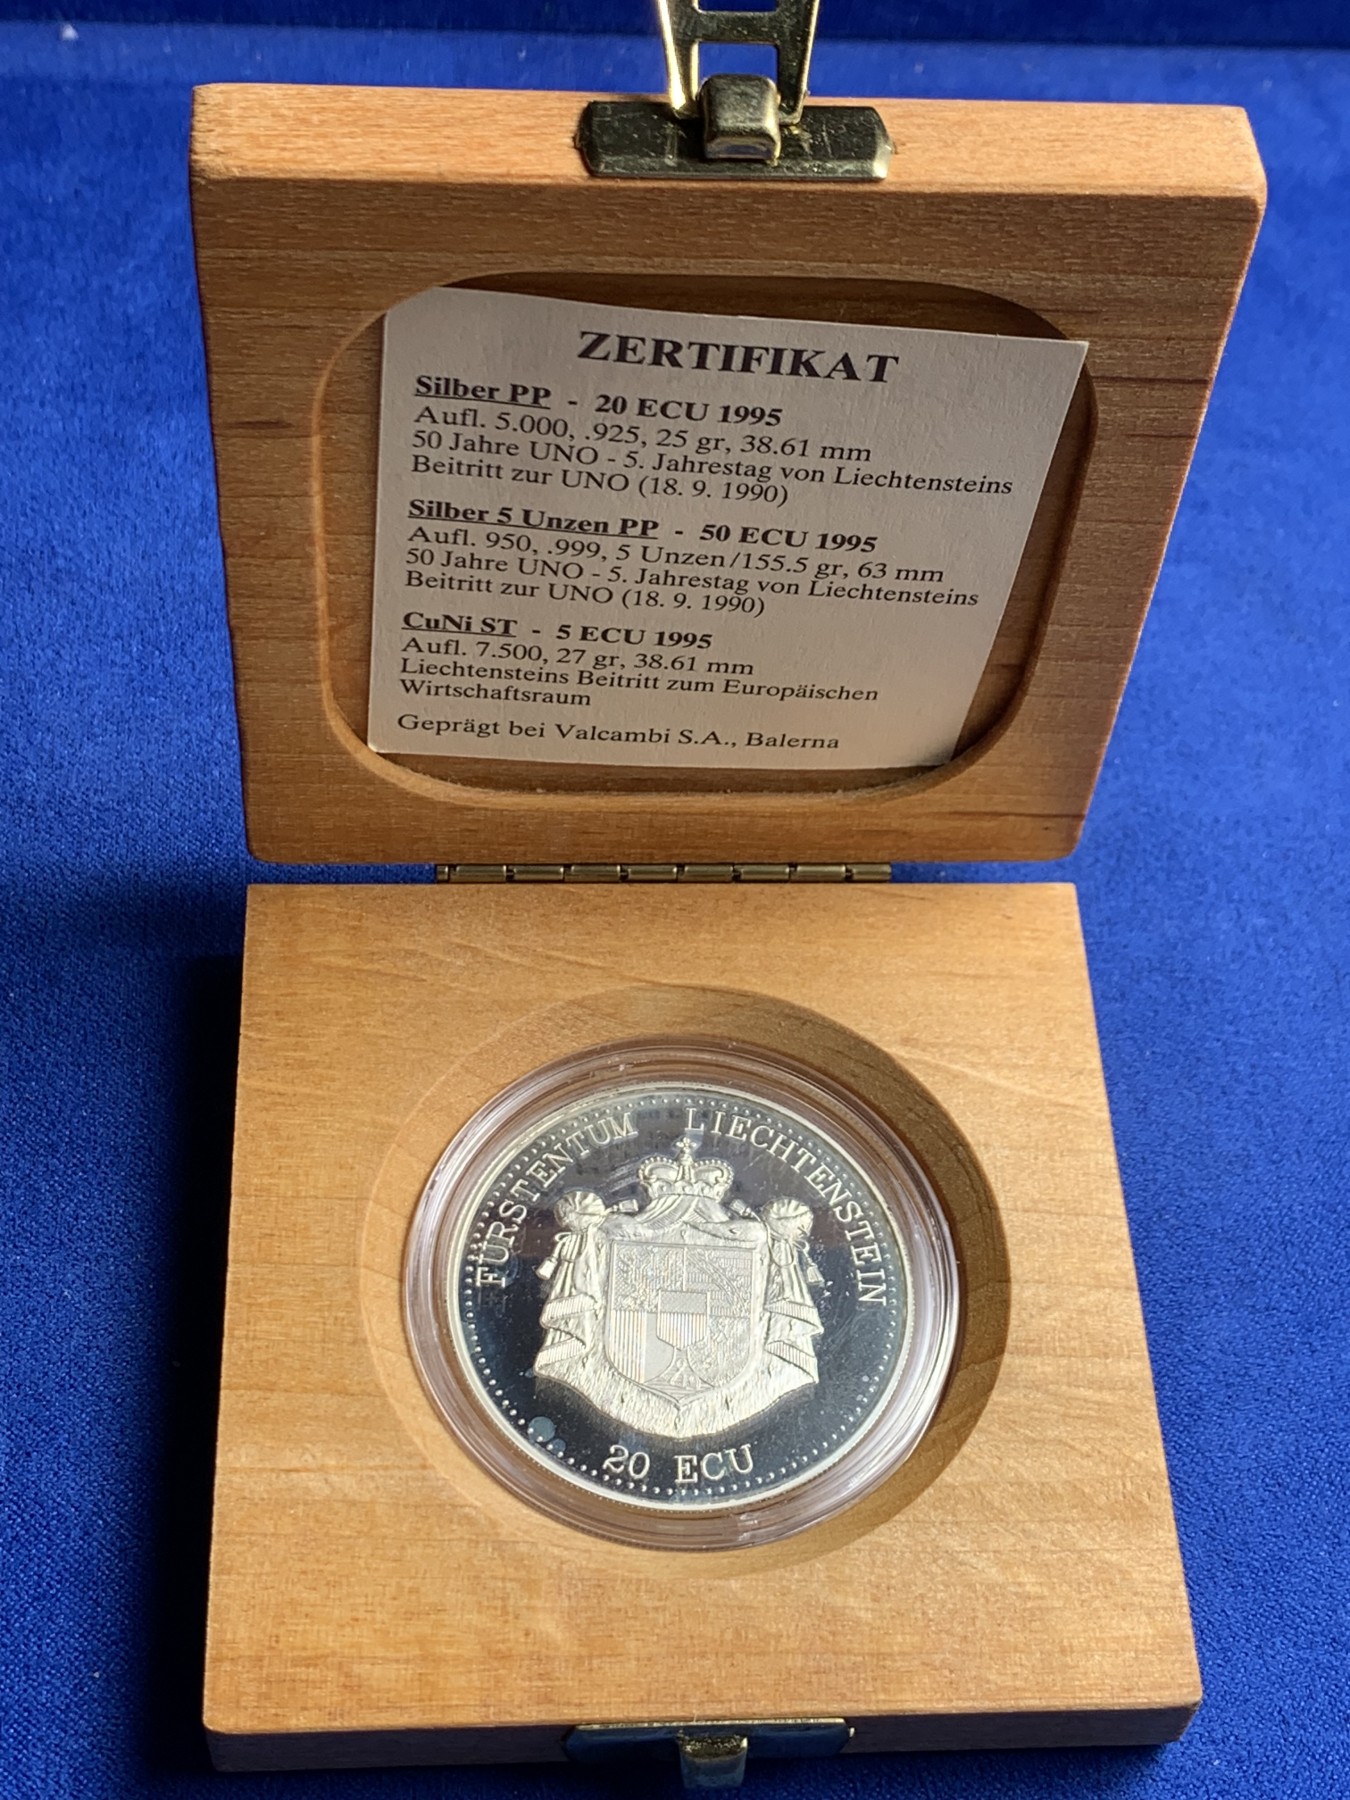 ZERTIFIKAT
Silber PP - 20 ECU 1995
Aufl. 5.000, .925, 25 gr, 38.61 mm
50 Jahre UNO - 5. Jahrestag von Liechtensteins
Beitritt zur UNO (18. 9. 1990)
Silber 5 Unzen PP - 50 ECU 1995
Aufl. 950, .999, 5 Unzen/155.5 gr, 63 mm
50 Jahre UNO - 5. Jahrestag von Liechtensteins
Beitritt zur UNO (18. 9. 1990)
CuNi ST - 5 ECU 1995
Aufl. 7.500, 27 gr, 38.61 mm
Liechtensteins Beitritt zum Europäischen
Wirtschaftsraum
Geprägt bei Valcambi S.A., Balerna
FÜRSTENTUM LIECHTENSTEIN
20 ECU